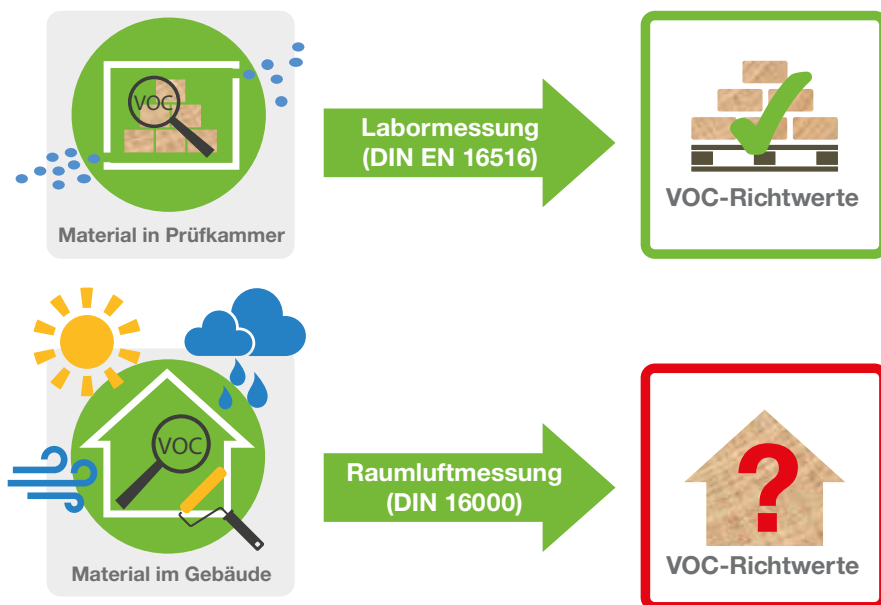 VOC
Material in Prüfkammer
Labormessung
(DIN EN 16516)
VOC-Richtwerte
VOC
Material im Gebäude
Raumluftmessung
(DIN 16000)
?
VOC-Richtwerte